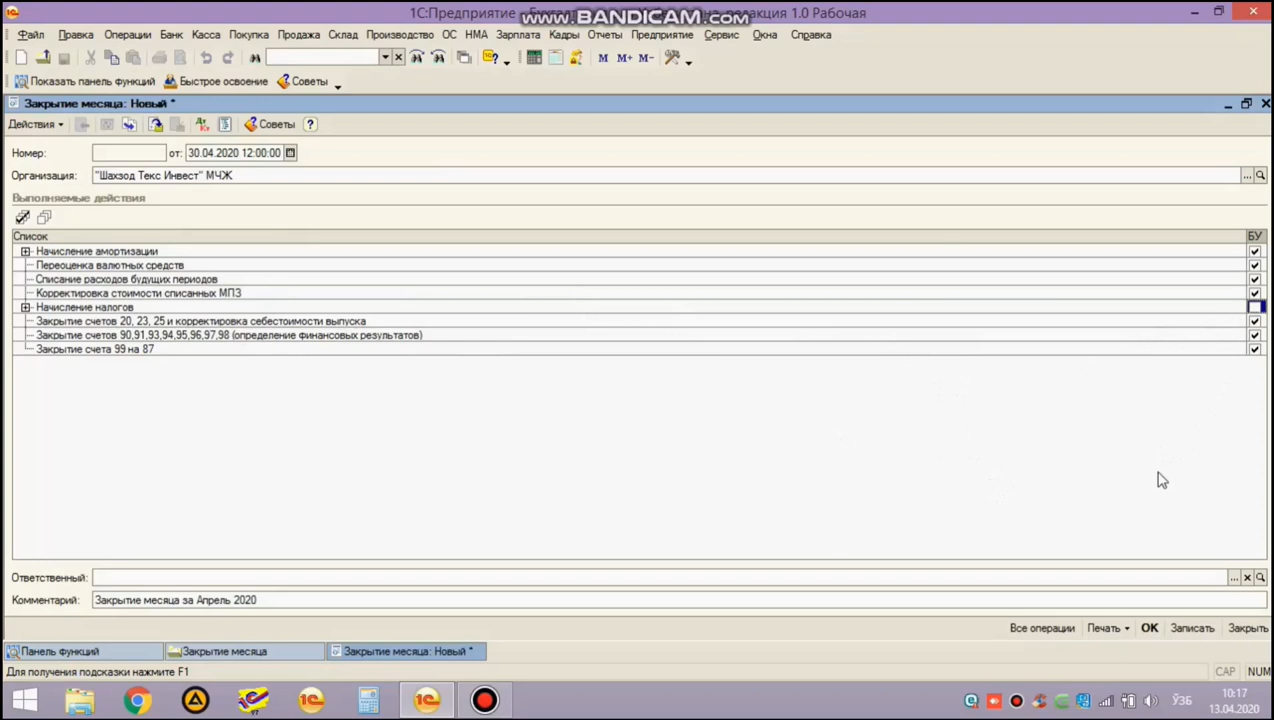 1С:Предприятие
редакция 1.0 Рабочая
www.BANDICAM.com
Файл Правка Операции Банк Касса Покупка Продажа Склад Производство ОС НМА Зарплата Кадры Отчеты Предприятие Сервис Окна Справка
М М+ М-
Показать панель функций Быстрое освоение Советы
Закрытие месяца: Новый *
Действия Советы
Номер: от: 30.04.2020 12:00:00
Организация: "Шахзод Текс Инвест" МЧЖ
Выполняемые действия
Список БУ
Начисление амортизации
Переоценка валютных средств
Списание расходов будущих периодов
Корректировка стоимости списанных МПЗ
Начисление налогов
Закрытие счетов 20, 23, 25 и корректировка себестоимости выпуска
Закрытие счетов 90,91,93,94,95,96,97,98 (определение финансовых результатов)
Закрытие счета 99 на 87
Ответственный:
Комментарий: Закрытие месяца за Апрель 2020
Все операции Печать OK Записать Закрыть
Панель функций Закрытие месяца Закрытие месяца: Новый *
Для получения подсказки нажмите F1 CAP NUM
ЎЗБ 10:17
13.04.2020